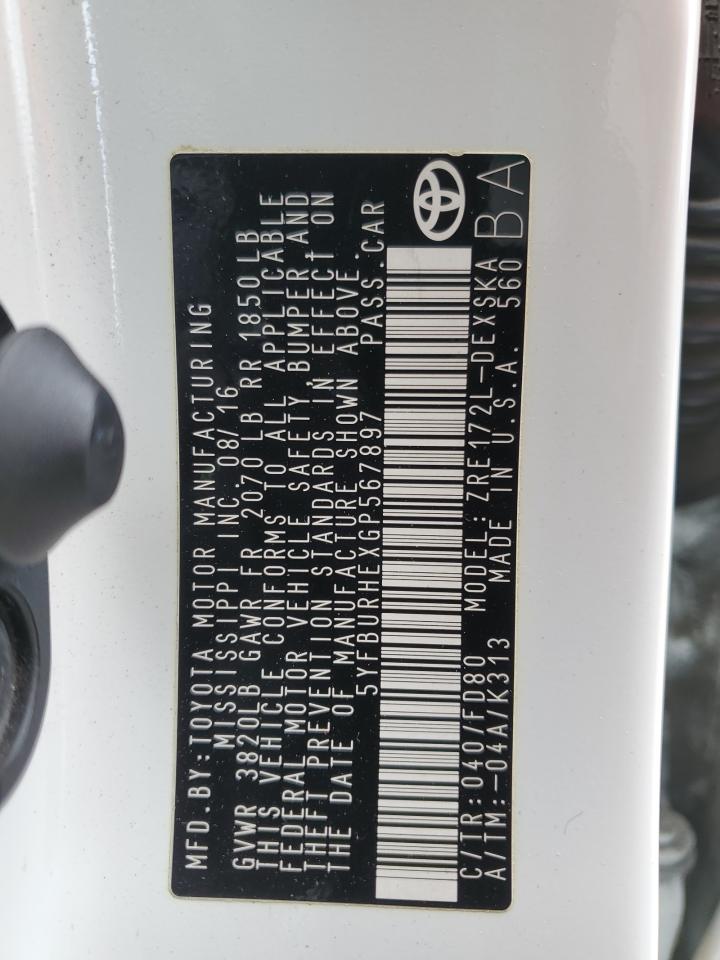 MFD.BY:TOYOTA MOTOR MANUFACTURING
MISSISSIPPI INC. 08/16
GVWR 3820LB GAWR FR 2070 LB RR 1850 LB
THIS VEHICLE CONFORMS TO ALL APPLICABLE
FEDERAL MOTOR VEHICLE SAFETY, BUMPER, AND
THEFT PREVENTION STANDARDS IN EFFECT ON
THE DATE OF MANUFACTURE SHOWN ABOVE.
5YFBURHEXGP567897 PASS.CAR
C/TR:040/FD80 MODEL:ZRE172L-DEXSKA
A/TM:-04A/K313 MADE IN U.S.A. 560 BA